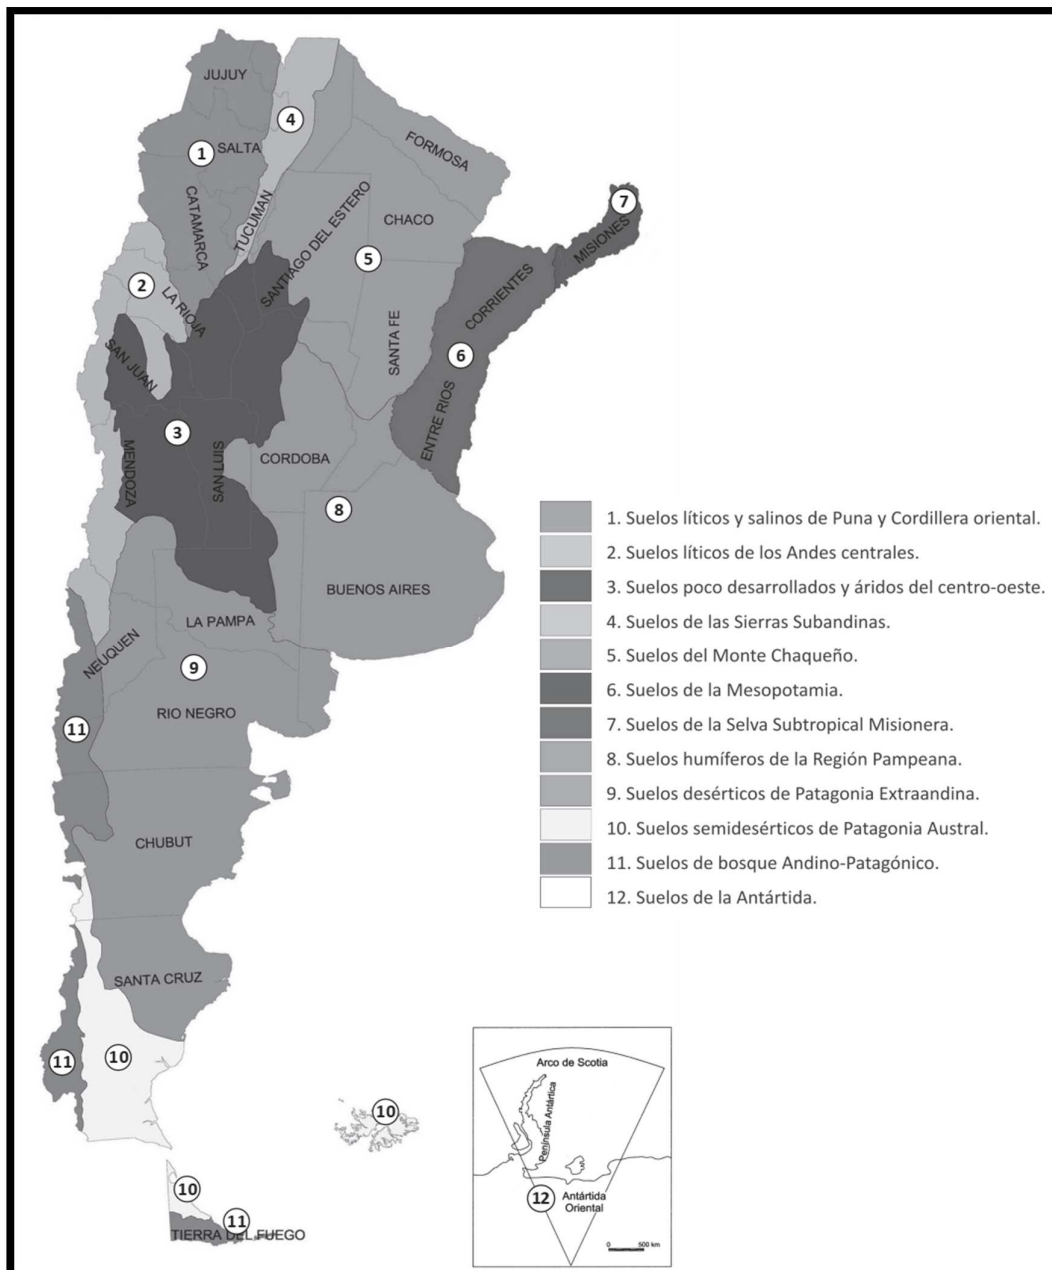 JUJUY
4
FORMOSA
1
SALTA
7
CATAMARCA
TUCUMAN
SANTIAGO DEL ESTERO
CHACO
MISIONES
5
2
LA RIOJA
CORRIENTES
SANTA FE
SAN JUAN
6
ENTRE RIOS
3
MENDOZA
SAN LUIS
CORDOBA
8
BUENOS AIRES
LA PAMPA
NEUQUEN
9
RIO NEGRO
11
CHUBUT
SANTA CRUZ
11
10
10
10
11
TIERRA DEL FUEGO
1. Suelos líticos y salinos de Puna y Cordillera oriental.
2. Suelos líticos de los Andes centrales.
3. Suelos poco desarrollados y áridos del centro-oeste.
4. Suelos de las Sierras Subandinas.
5. Suelos del Monte Chaqueño.
6. Suelos de la Mesopotamia.
7. Suelos de la Selva Subtropical Misionera.
8. Suelos humíferos de la Región Pampeana.
9. Suelos desérticos de Patagonia Extraandina.
10. Suelos semidesérticos de Patagonia Austral.
11. Suelos de bosque Andino-Patagónico.
12. Suelos de la Antártida.
Arco de Scotia
Península Antártica
12
Antártida
Oriental
0 500 km